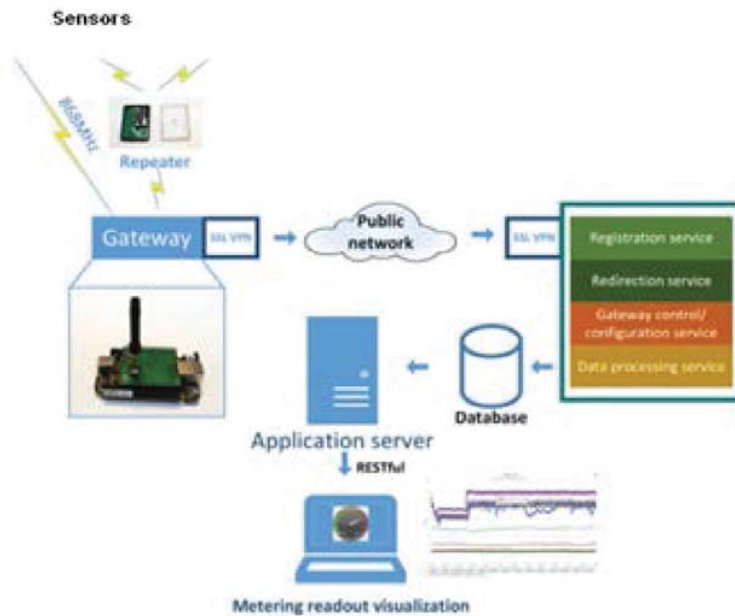 Sensors
868MHz
Repeater
Gateway
SSL VPN
Public
network
SSL VPN
Registration service
Redirection service
Gateway control/
configuration service
Data processing service
Database
Application server
RESTful
Metering readout visualization